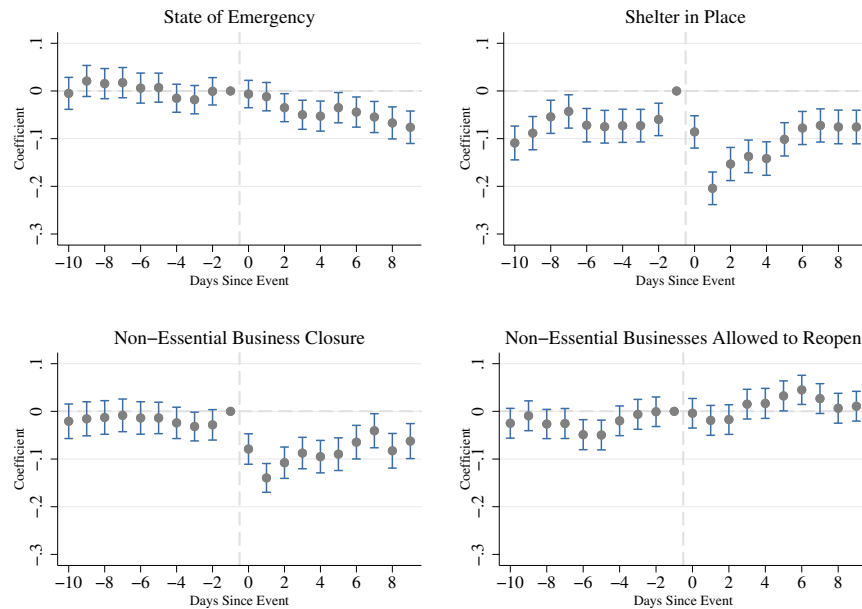 State of Emergency
.1
0
−.1
−.2
−.3
Coefficient
−10 −8 −6 −4 −2 0 2 4 6 8
Days Since Event
Shelter in Place
.1
0
−.1
−.2
−.3
Coefficient
−10 −8 −6 −4 −2 0 2 4 6 8
Days Since Event
Non−Essential Business Closure
.1
0
−.1
−.2
−.3
Coefficient
−10 −8 −6 −4 −2 0 2 4 6 8
Days Since Event
Non−Essential Businesses Allowed to Reopen
.1
0
−.1
−.2
−.3
Coefficient
−10 −8 −6 −4 −2 0 2 4 6 8
Days Since Event